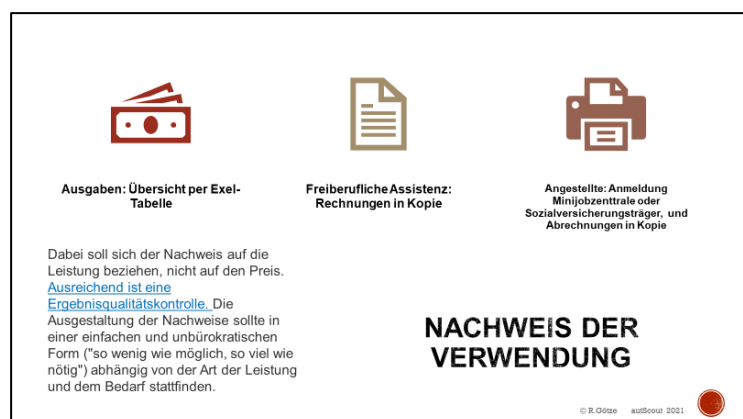 Ausgaben: Übersicht per Exel-
Tabelle
Freiberufliche Assistenz:
Rechnungen in Kopie
Angestellte: Anmeldung
Minijobzenttrale oder
Sozialversicherungsträger, und
Abrechnungen in Kopie
Dabei soll sich der Nachweis auf die
Leistung beziehen, nicht auf den Preis.
Ausreichend ist eine
Ergebnisqualitätskontrolle. Die
Ausgestaltung der Nachweise sollte in
einer einfachen und unbürokratischen
Form ("so wenig wie möglich, so viel wie
nötig") abhängig von der Art der Leistung
und dem Bedarf stattfinden.
NACHWEIS DER
VERWENDUNG
© R.Götze autScout 2021